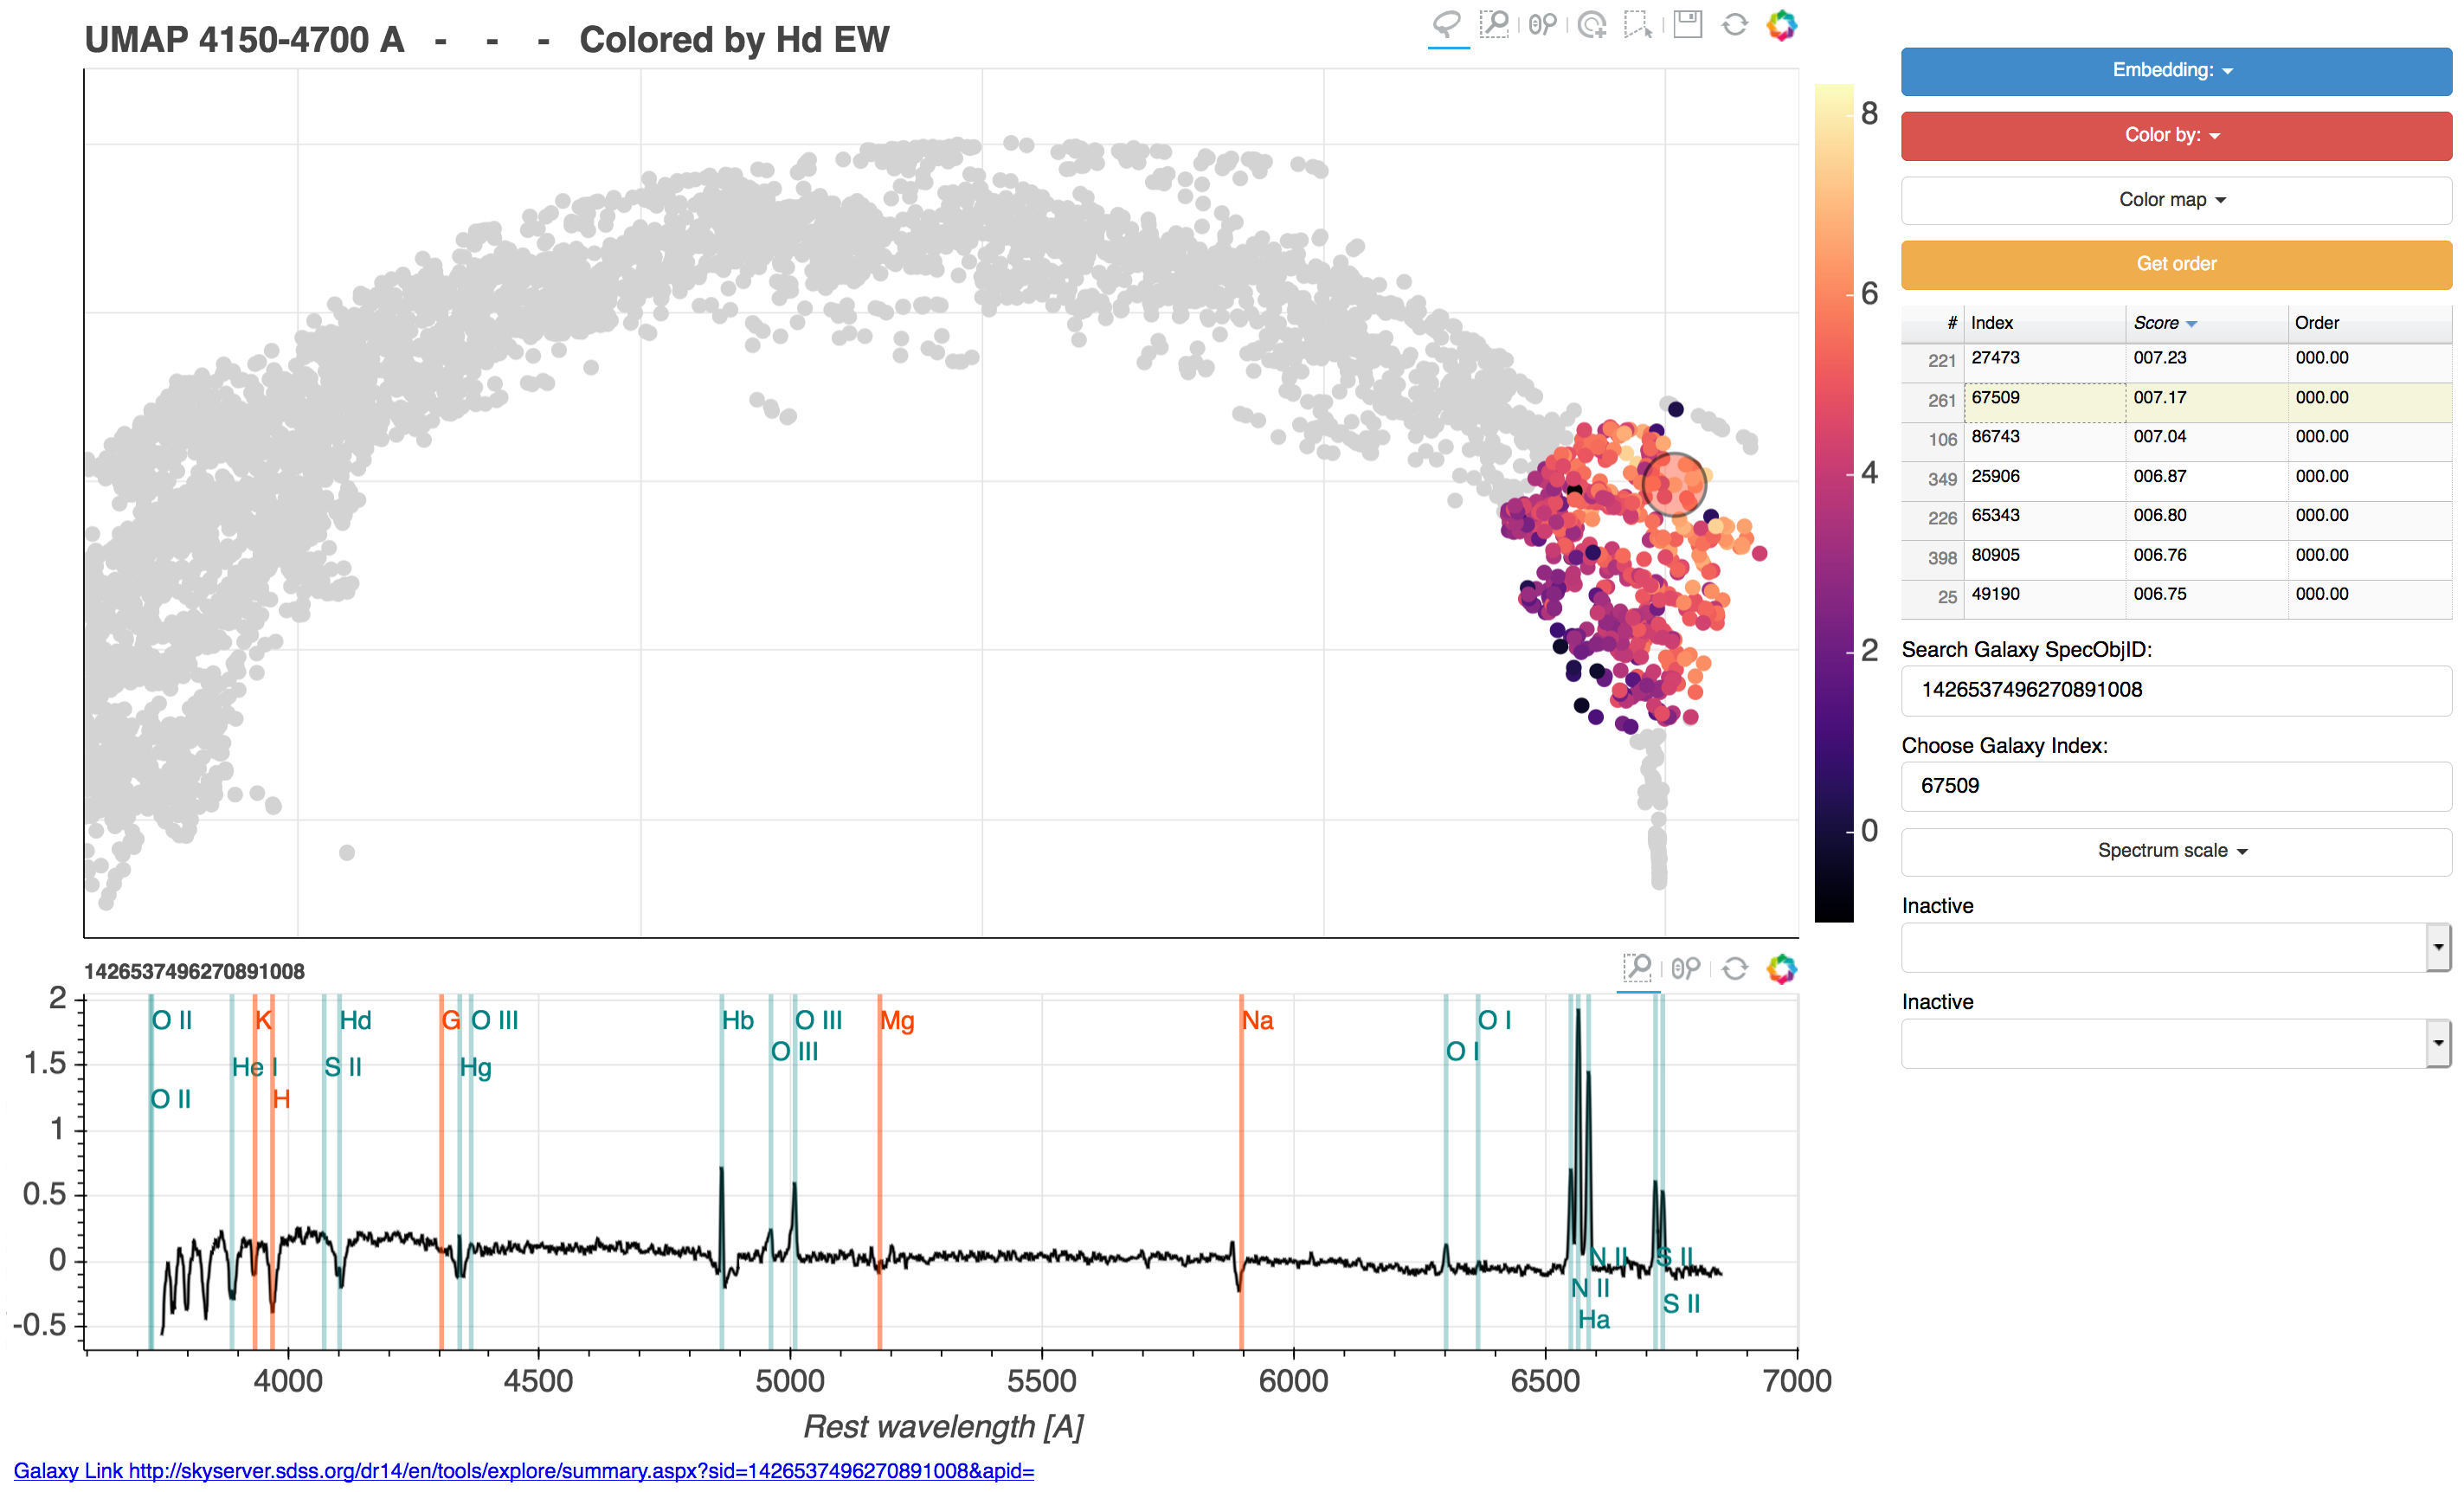 UMAP 4150-4700 A - - - Colored by Hd EW
8
6
4
2
0
Embedding:
Color by:
Color map
Get order
# Index Score Order
221 27473 007.23 000.00
261 67509 007.17 000.00
106 86743 007.04 000.00
349 25906 006.87 000.00
226 65343 006.80 000.00
398 80905 006.76 000.00
25 49190 006.75 000.00
Search Galaxy SpecObjID:
1426537496270891008
Choose Galaxy Index:
67509
Spectrum scale
Inactive
Inactive
1426537496270891008
2
1.5
1
0.5
0
-0.5
O II K Hd G O III Hb O III Mg Na O I
O III O I
He I S II Hg
O II H
N II S II
N II S II
Ha
4000 4500 5000 5500 6000 6500 7000
Rest wavelength [A]
Galaxy Link http://skyserver.sdss.org/dr14/en/tools/explore/summary.aspx?sid=1426537496270891008&apid=